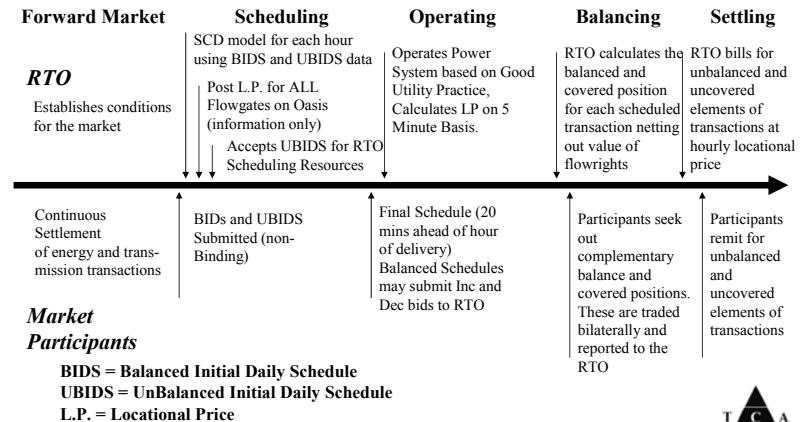 Forward Market
Scheduling
Operating
Balancing
Settling
RTO
Establishes conditions
for the market
SCD model for each hour
using BIDS and UBIDS data
Post L.P. for ALL
Flowgates on Oasis
(information only)
Accepts UBIDS for RTO
Scheduling Resources
Operates Power
System based on Good
Utility Practice,
Calculates LP on 5
Minute Basis.
RTO calculates the
balanced and
covered position
for each scheduled
transaction netting
out value of
flowrights
RTO bills for
unbalanced and
uncovered
elements of
transactions at
hourly locational
price
Continuous
Settlement
of energy and trans-
mission transactions
BIDs and UBIDS
Submitted (non-
Binding)
Final Schedule (20
mins ahead of hour
of delivery)
Balanced Schedules
may submit Inc and
Dec bids to RTO
Participants seek
out
complementary
balance and
covered positions.
These are traded
bilaterally and
reported to the
RTO
Participants
remit for
unbalanced
and
uncovered
elements of
transactions
Market
Participants
BIDS = Balanced Initial Daily Schedule
UBIDS = UnBalanced Initial Daily Schedule
L.P. = Locational Price
T C A